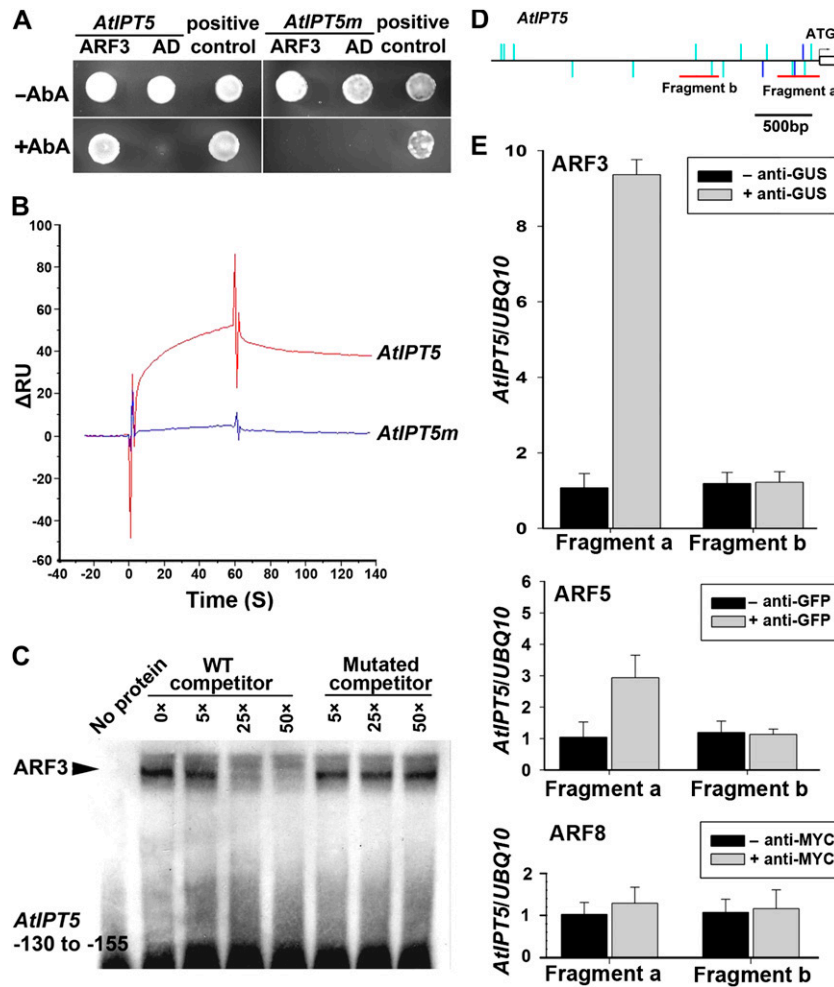 A
AtIPT5 positive AtIPT5m positive
ARF3 AD control ARF3 AD control
–AbA
+AbA
B
ΔRU
100
80
60
40
20
0
-20
-40
-60
AtIPT5
AtIPT5m
-40 -20 0 20 40 60 80 100 120 140
Time (S)
C
No protein
WT competitor
Mutated competitor
0× 5× 25× 50× 5× 25× 50×
ARF3
AtIPT5
-130 to -155
D
AtIPT5
ATG
Fragment b
Fragment a
500bp
E
ARF3
– anti-GUS
+ anti-GUS
AtIPT5/UBQ10
10
8
6
4
2
0
Fragment a Fragment b
ARF5
– anti-GFP
+ anti-GFP
AtIPT5/UBQ10
6
5
4
3
2
1
0
Fragment a Fragment b
ARF8
– anti-MYC
+ anti-MYC
AtIPT5/UBQ10
2
1
0
Fragment a Fragment b